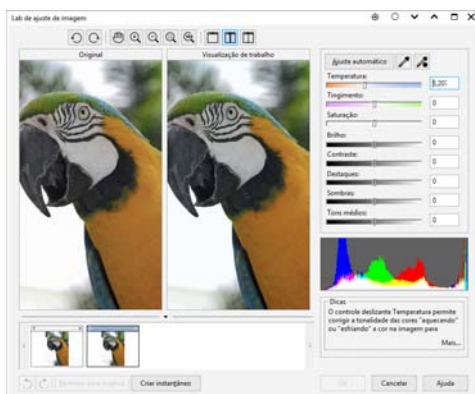 Lab de ajuste de imagem
Original
Visualização de trabalho
Ajuste automático
Temperatura:
Tingimento:
0
Saturação:
0
Brilho:
0
Contraste:
0
Destaques:
0
Sombras:
0
Tons médios:
0
Dicas
O controle deslizante Temperatura permite
corrigir a tonalidade das cores "aquecendo"
ou "esfriando" a cor na imagem para
Mais...
Criar instantâneo
OK
Cancelar
Ajuda